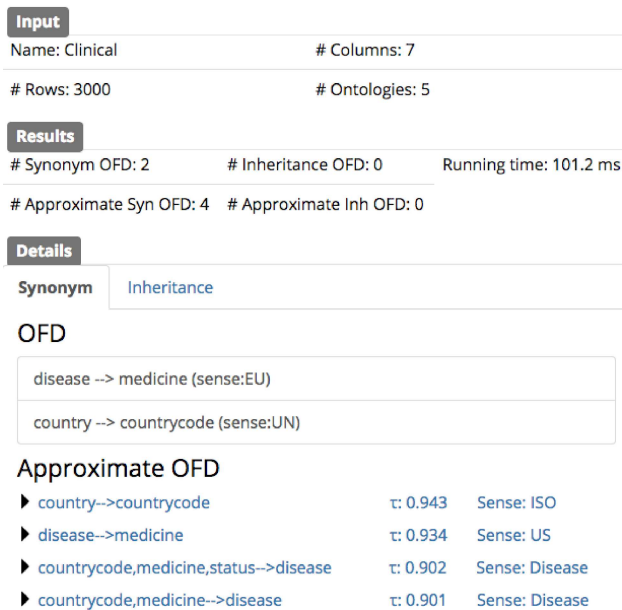 Input
Name: Clinical # Columns: 7
# Rows: 3000 # Ontologies: 5
Results
# Synonym OFD: 2 # Inheritance OFD: 0 Running time: 101.2 ms
# Approximate Syn OFD: 4 # Approximate Inh OFD: 0
Details
Synonym Inheritance
OFD
disease --> medicine (sense:EU)
country --> countrycode (sense:UN)
Approximate OFD
country-->countrycode τ: 0.943 Sense: ISO
disease-->medicine τ: 0.934 Sense: US
countrycode,medicine,status-->disease τ: 0.902 Sense: Disease
countrycode,medicine-->disease τ: 0.901 Sense: Disease